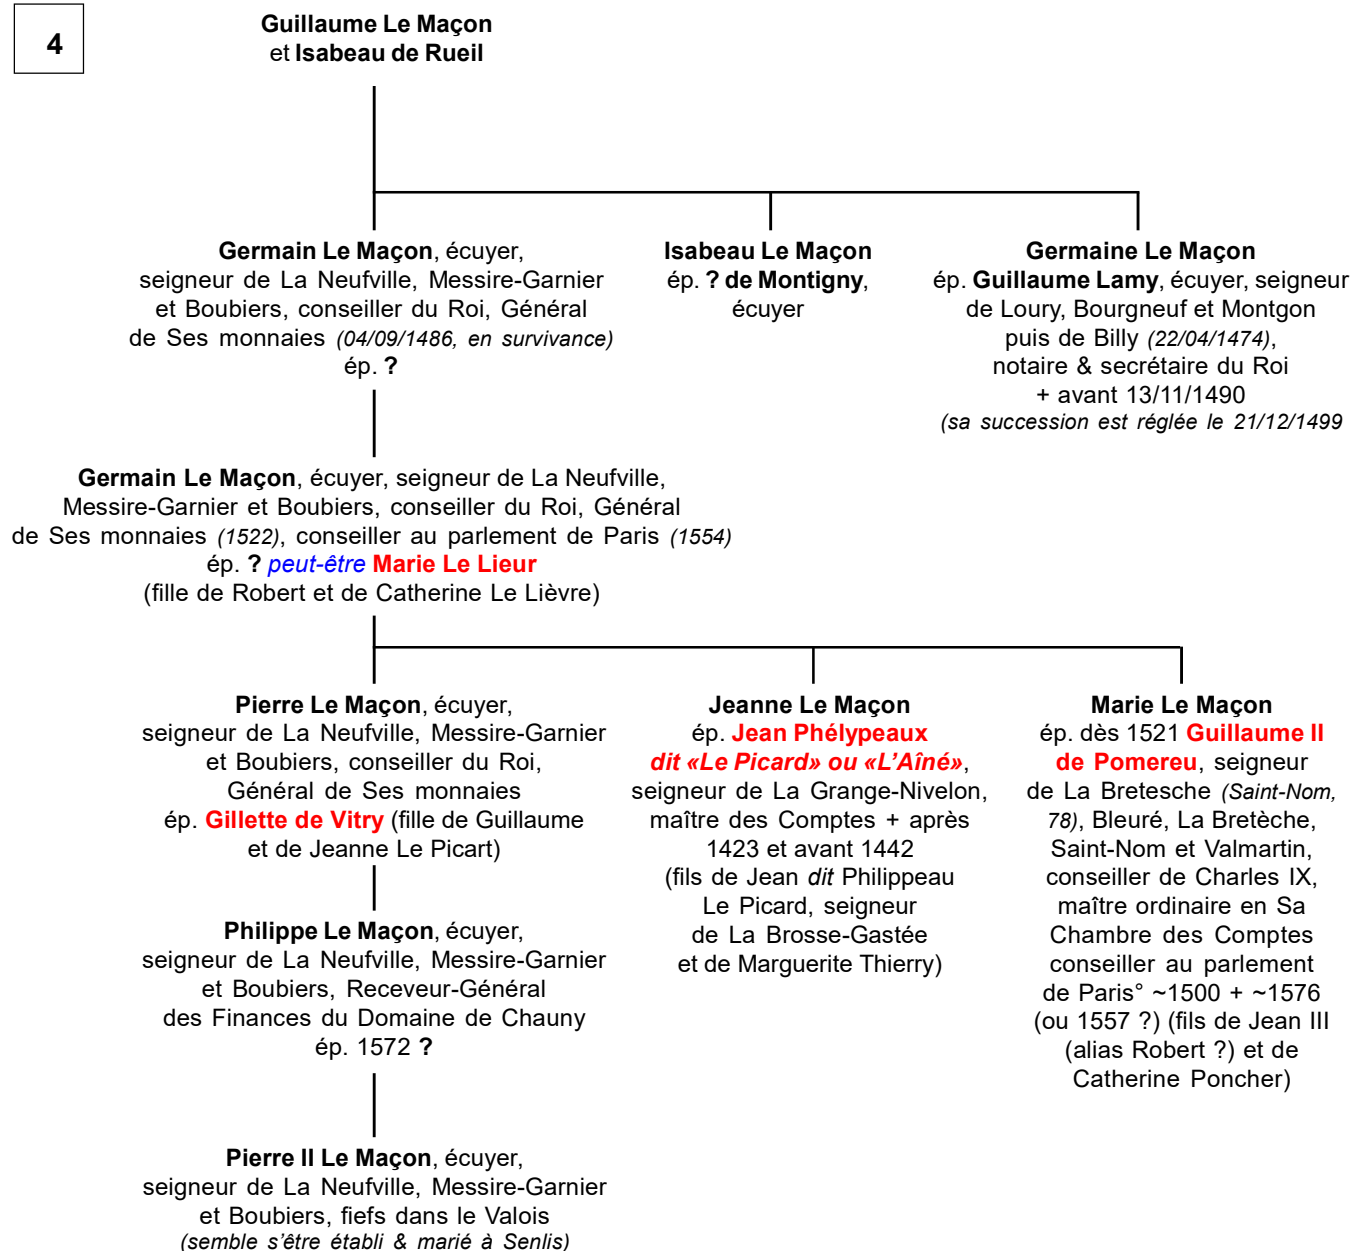 4
Guillaume Le Maçon
et Isabeau de Rueil
Germain Le Maçon, écuyer,
seigneur de La Neufville, Messire-Garnier
et Boubiers, conseiller du Roi, Général
de Ses monnaies (04/09/1486, en survivance)
ép. ?
Isabeau Le Maçon
ép. ? de Montigny,
écuyer
Germaine Le Maçon
ép. Guillaume Lamy, écuyer, seigneur
de Loury, Bourgneuf et Montgon
puis de Billy (22/04/1474),
notaire & secrétaire du Roi
+ avant 13/11/1490
(sa succession est réglée le 21/12/1499
Germain Le Maçon, écuyer, seigneur de La Neufville,
Messire-Garnier et Boubiers, conseiller du Roi, Général
de Ses monnaies (1522), conseiller au parlement de Paris (1554)
ép. ? peut-être Marie Le Lieur
(fille de Robert et de Catherine Le Lièvre)
Pierre Le Maçon, écuyer,
seigneur de La Neufville, Messire-Garnier
et Boubiers, conseiller du Roi,
Général de Ses monnaies
ép. Gillette de Vitry (fille de Guillaume
et de Jeanne Le Picart)
Jeanne Le Maçon
ép. Jean Phélypeaux
dit «Le Picard» ou «L'Aîné»,
seigneur de La Grange-Nivelon,
maître des Comptes + après
1423 et avant 1442
(fils de Jean dit Philippeau
Le Picard, seigneur
de La Brosse-Gastée
et de Marguerite Thierry)
Marie Le Maçon
ép. dès 1521 Guillaume II
de Pomereu, seigneur
de La Bretesche (Saint-Nom,
78), Bleuré, La Bretèche,
Saint-Nom et Valmartin,
conseiller de Charles IX,
maître ordinaire en Sa
Chambre des Comptes
conseiller au parlement
de Paris° ~1500 + ~1576
(ou 1557 ?) (fils de Jean III
(alias Robert ?) et de
Catherine Poncher)
Philippe Le Maçon, écuyer,
seigneur de La Neufville, Messire-Garnier
et Boubiers, Receveur-Général
des Finances du Domaine de Chauny
ép. 1572 ?
Pierre II Le Maçon, écuyer,
seigneur de La Neufville, Messire-Garnier
et Boubiers, fiefs dans le Valois
(semble s'être établi & marié à Senlis)